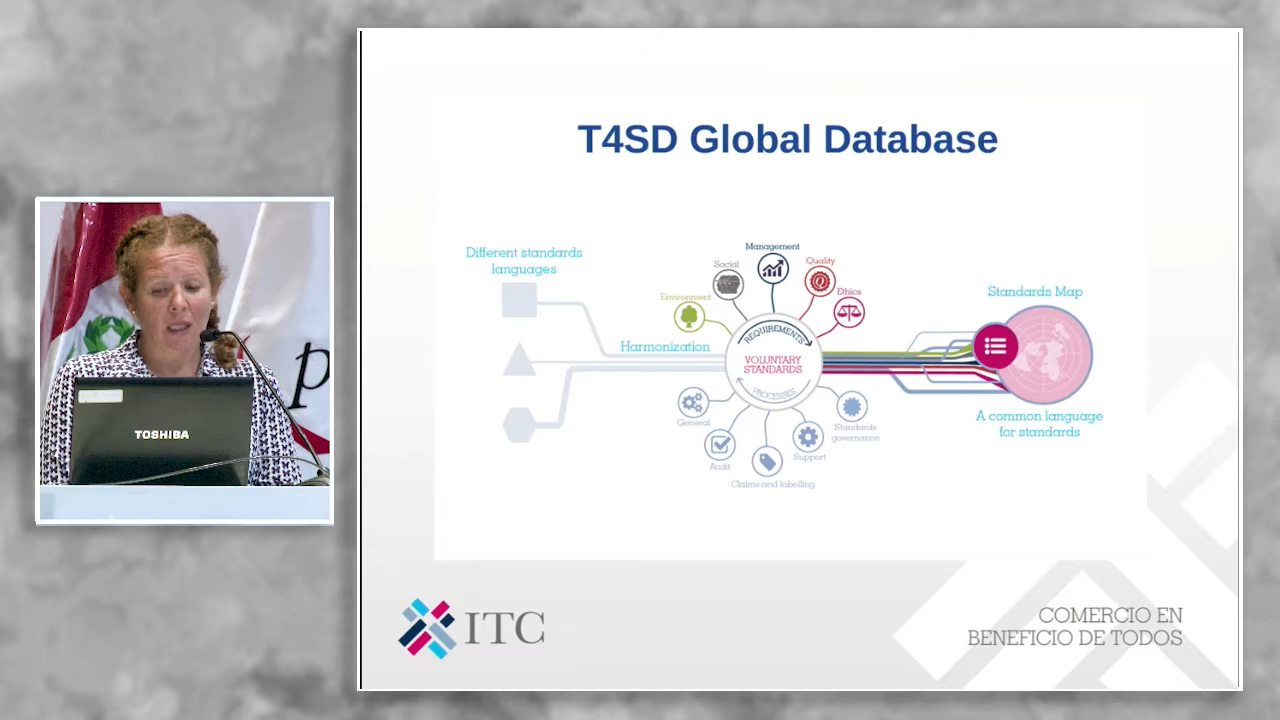 T4SD Global Database
Different standards
languages
Harmonization
Environment
Social
Management
Quality
Ethics
REQUIREMENTS
VOLUNTARY
STANDARDS
PROCESSES
General
Audit
Claims and labelling
Support
Standards
governance
Standards Map
A common language
for standards
ITC
COMERCIO EN
BENEFICIO DE TODOS
TOSHIBA
p